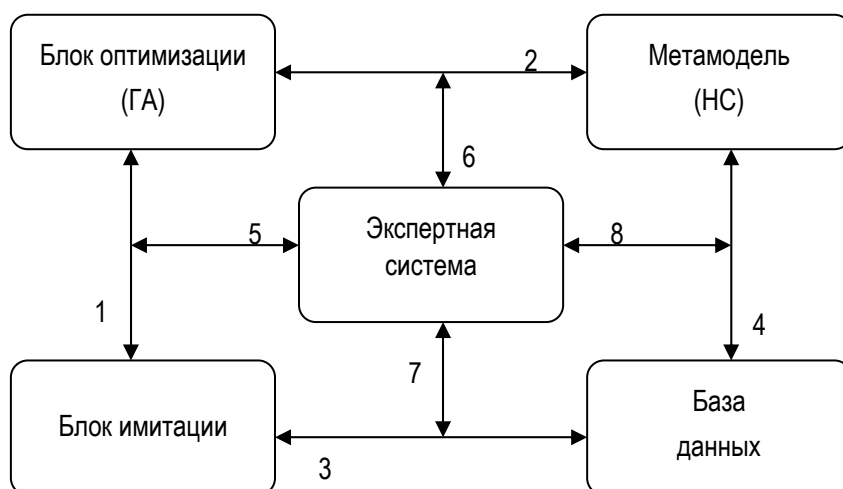 Блок оптимизации
(ГА)
2
Метамодель
(НС)
6
Экспертная
система
5
8
1
4
7
Блок имитации
База
данных
3